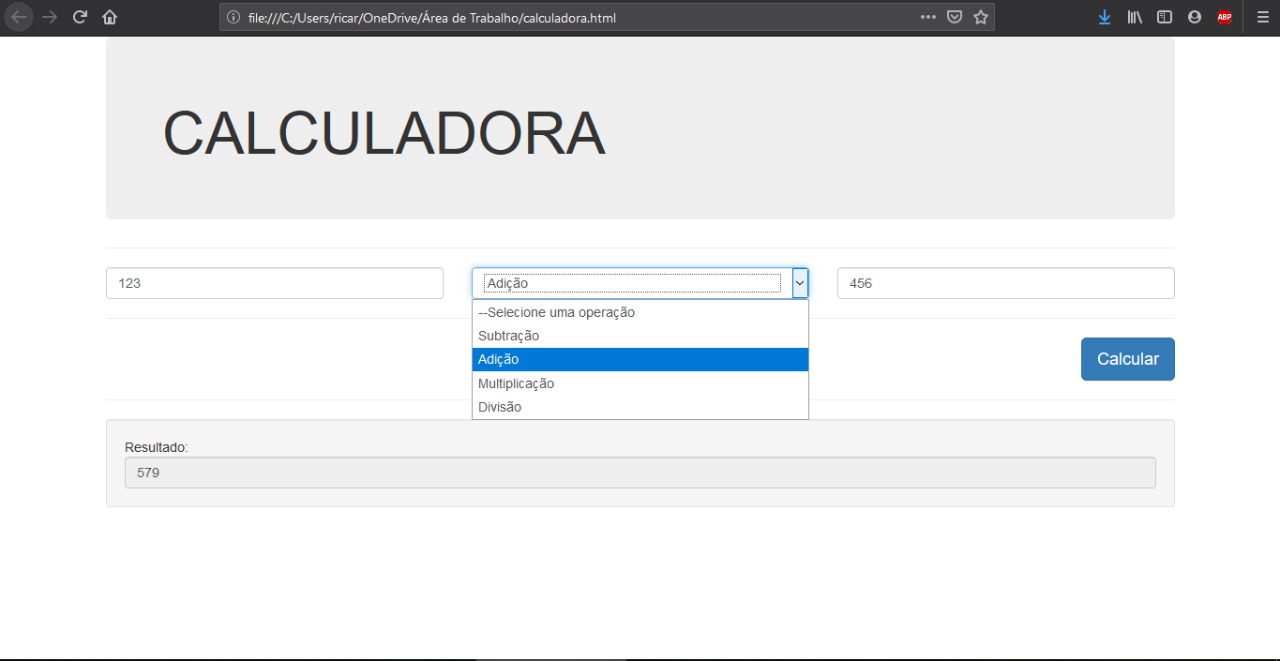 file:///C:/Users/ricar/OneDrive/Área de Trabalho/calculadora.html
ABP
CALCULADORA
123
Adição
456
--Selecione uma operação
Subtração
Adição
Multiplicação
Divisão
Calcular
Resultado:
579